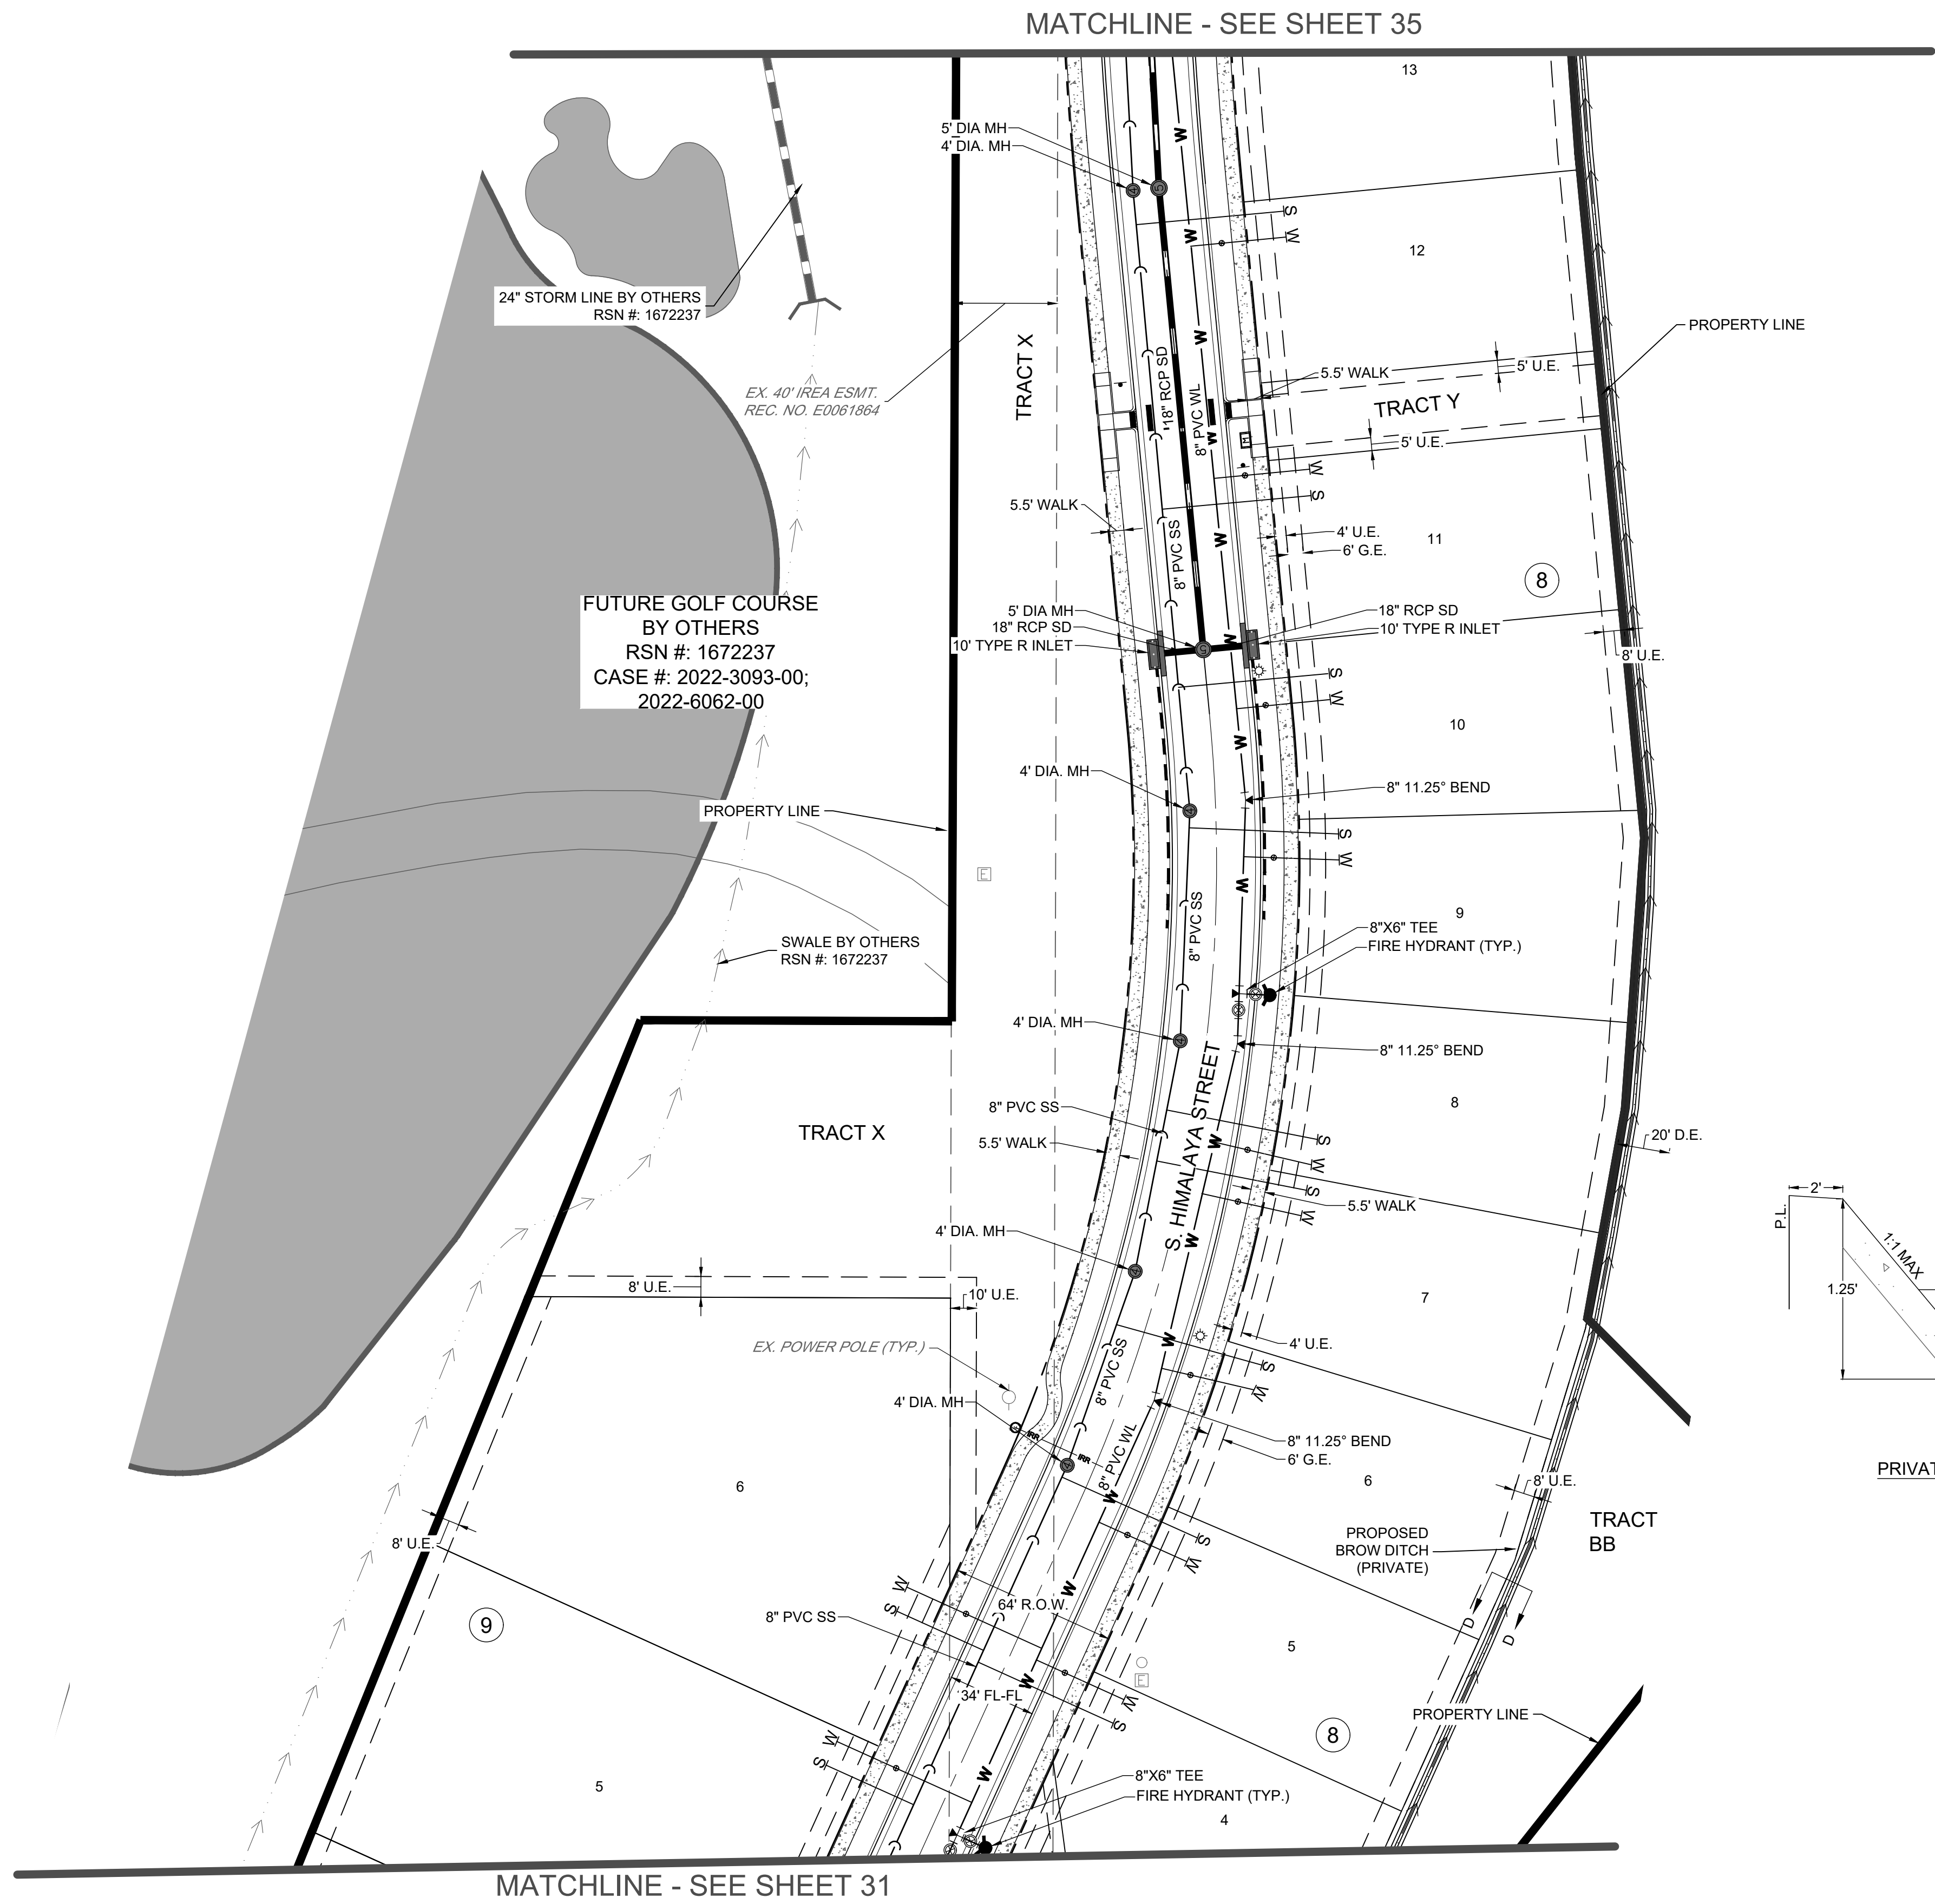 MATCHLINE - SEE SHEET 35
13
5' DIA MH
4' DIA. MH
4
5
S
W
W
W
12
24" STORM LINE BY OTHERS
RSN #: 1672237
TRACT X
PROPERTY LINE
W
18" RCP SD
8" PVC WL
5.5' WALK
5' U.E.
EX. 40' IREA ESMT.
REC. NO. E0061864
TRACT Y
W
M
5' U.E.
W
S
5.5' WALK
8" PVC SS
W
4' U.E.
6' G.E.
11
8
FUTURE GOLF COURSE
BY OTHERS
RSN #: 1672237
CASE #: 2022-3093-00;
2022-6062-00
5' DIA MH
18" RCP SD
10' TYPE R INLET
5
W
18" RCP SD
10' TYPE R INLET
8' U.E.
S
W
10
W
4' DIA. MH
4
8" 11.25° BEND
PROPERTY LINE
S
W
E
W
8" PVC SS
9
8"X6" TEE
FIRE HYDRANT (TYP.)
SWALE BY OTHERS
RSN #: 1672237
4' DIA. MH
4
8" 11.25° BEND
S. HIMALAYA STREET
8" PVC SS
8
TRACT X
5.5' WALK
W
S
W
20' D.E.
S
W
5.5' WALK
2'
P.L.
1:1 MAX
1.25'
4' DIA. MH
4
W
8' U.E.
10' U.E.
7
EX. POWER POLE (TYP.)
W
4' U.E.
8" PVC SS
S
W
4' DIA. MH
4
IRR
IRR
4
8" PVC WL
8" 11.25° BEND
6' G.E.
PRIVAT
6
6
8' U.E.
W
TRACT
BB
PROPOSED
BROW DITCH
(PRIVATE)
8' U.E.
S
W
W
S
W
64' R.O.W.
8" PVC SS
9
D
D
5
E
W
34' FL-FL
W
S
8
PROPERTY LINE
W
S
W
5
8"X6" TEE
FIRE HYDRANT (TYP.)
4
MATCHLINE - SEE SHEET 31